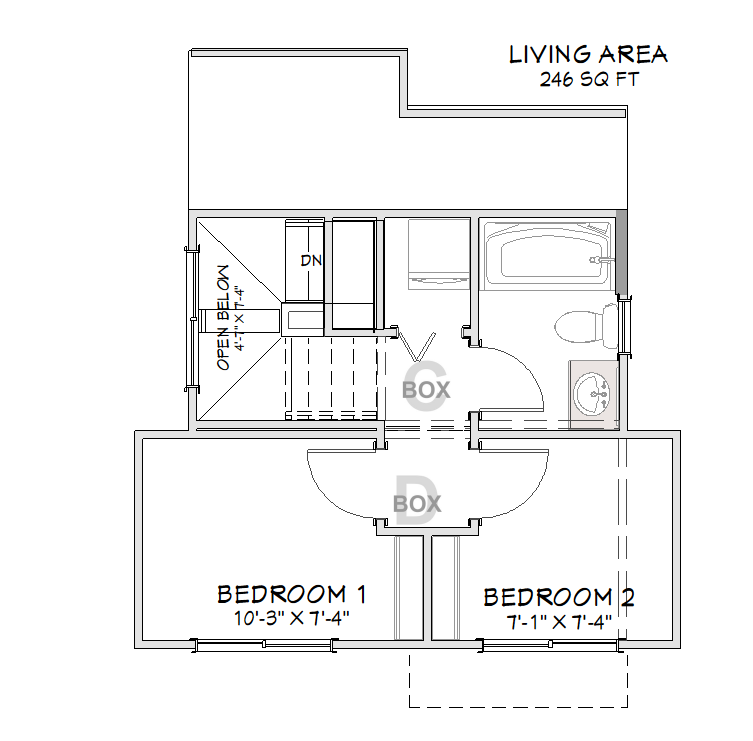 LIVING AREA
246 SQ FT
DN
OPEN BELOW
4'-7" X 7'-4"
C
BOX
D
BOX
BEDROOM 1
10'-3" X 7'-4"
BEDROOM 2
7'-1" X 7'-4"